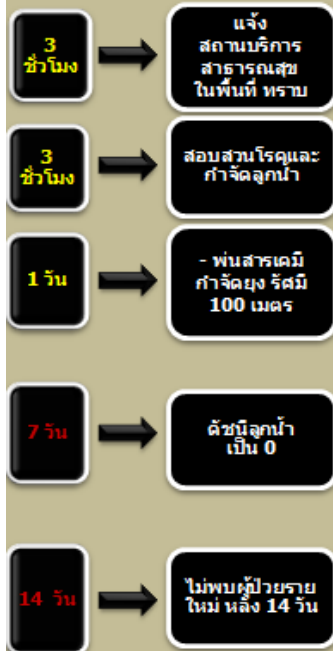 3
ชั่วโมง
แจ้ง
สถานบริการ
สาธารณสุข
ในพื้นที่ ทราบ
3
ชั่วโมง
สอบสวนโรคและ
กำจัดลูกน้ำ
1 วัน
- พ่นสารเคมี
กำจัดยุง รัศมี
100 เมตร
7 วัน
ดัชนีลูกน้ำ
เป็น 0
14 วัน
ไม่พบผู้ป่วยราย
ใหม่ หลัง 14 วัน